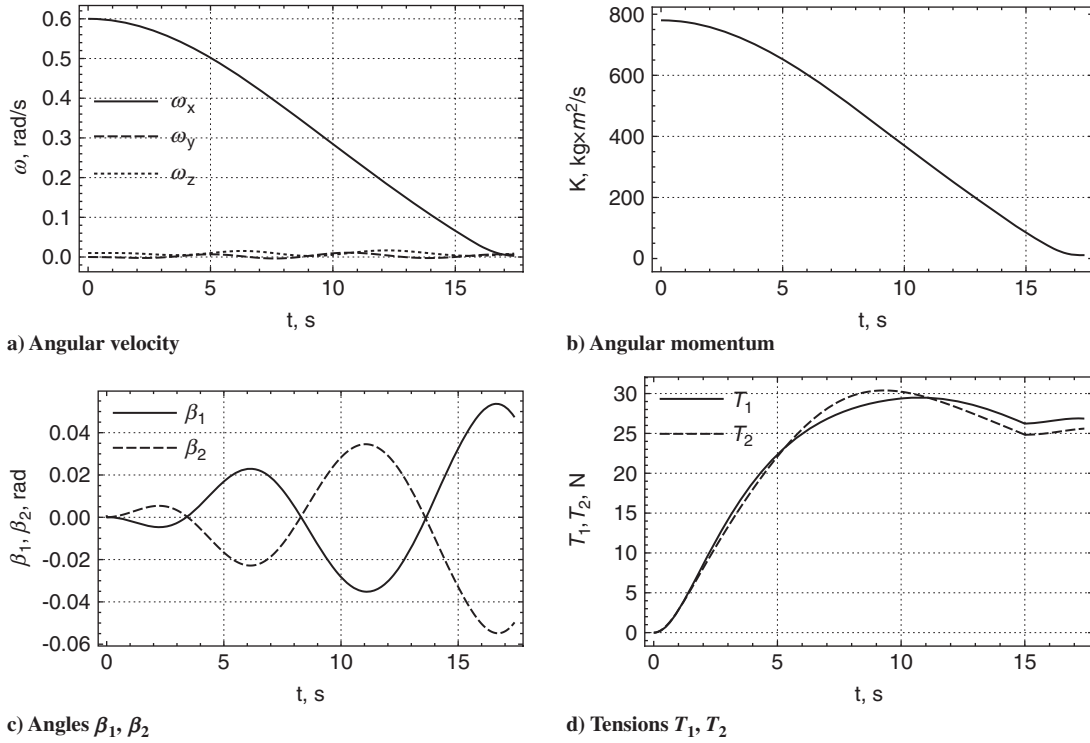 0.6
0.5
0.4
0.3
0.2
0.1
0.0
ω, rad/s
ωx
ωy
ωz
0 5 10 15
t, s
a) Angular velocity
800
600
400
200
0
K, kg×m²/s
0 5 10 15
t, s
b) Angular momentum
0.04
0.02
0.00
-0.02
-0.04
-0.06
β1, β2, rad
β1
β2
0 5 10 15
t, s
c) Angles β1, β2
30
25
20
15
10
5
0
T1, T2, N
T1
T2
0 5 10 15
t, s
d) Tensions T1, T2